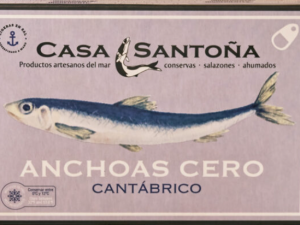 CASA SANTOÑA
Productos artesanos del mar conservas · salazones · ahumados
ANCHOAS CERO
CANTÁBRICO